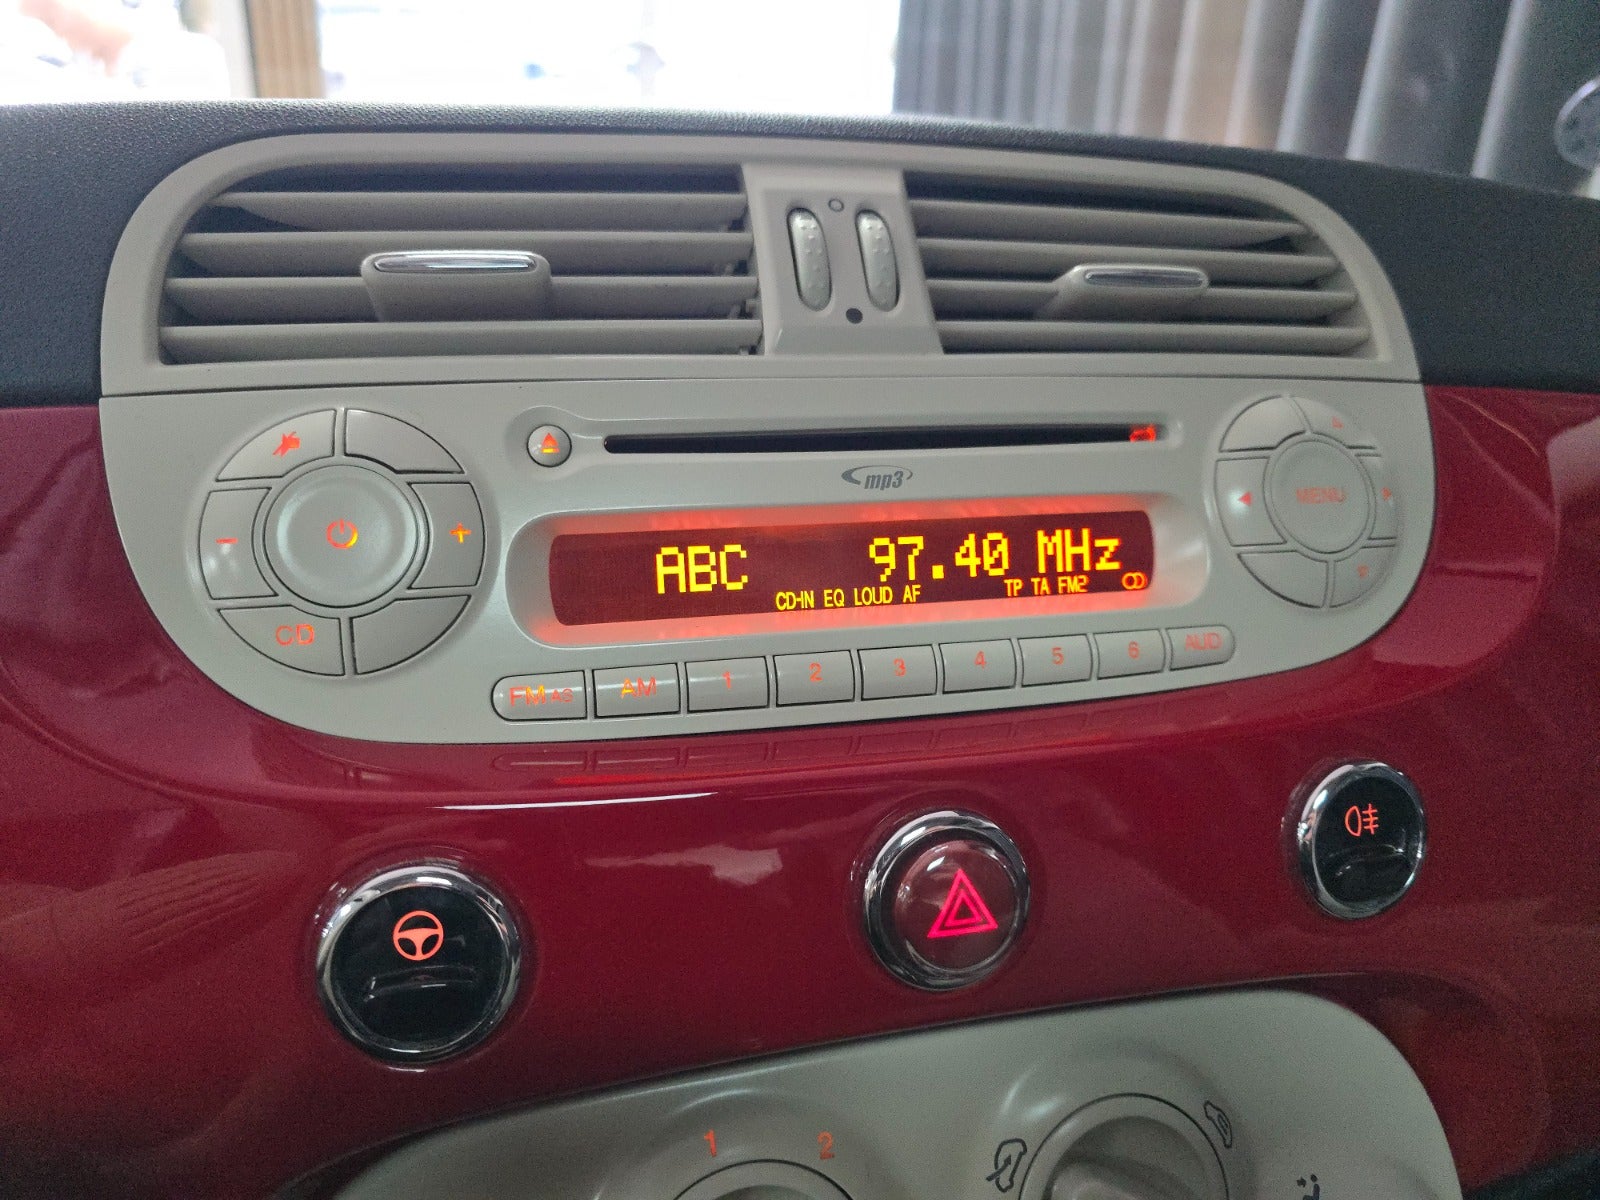 mp3
ABC 97.40 MHz
CD-IN EQ LOUD AF TP TA FM2
MENU
CD
FM AS AM 1 2 3 4 5 6 AUD
1 2